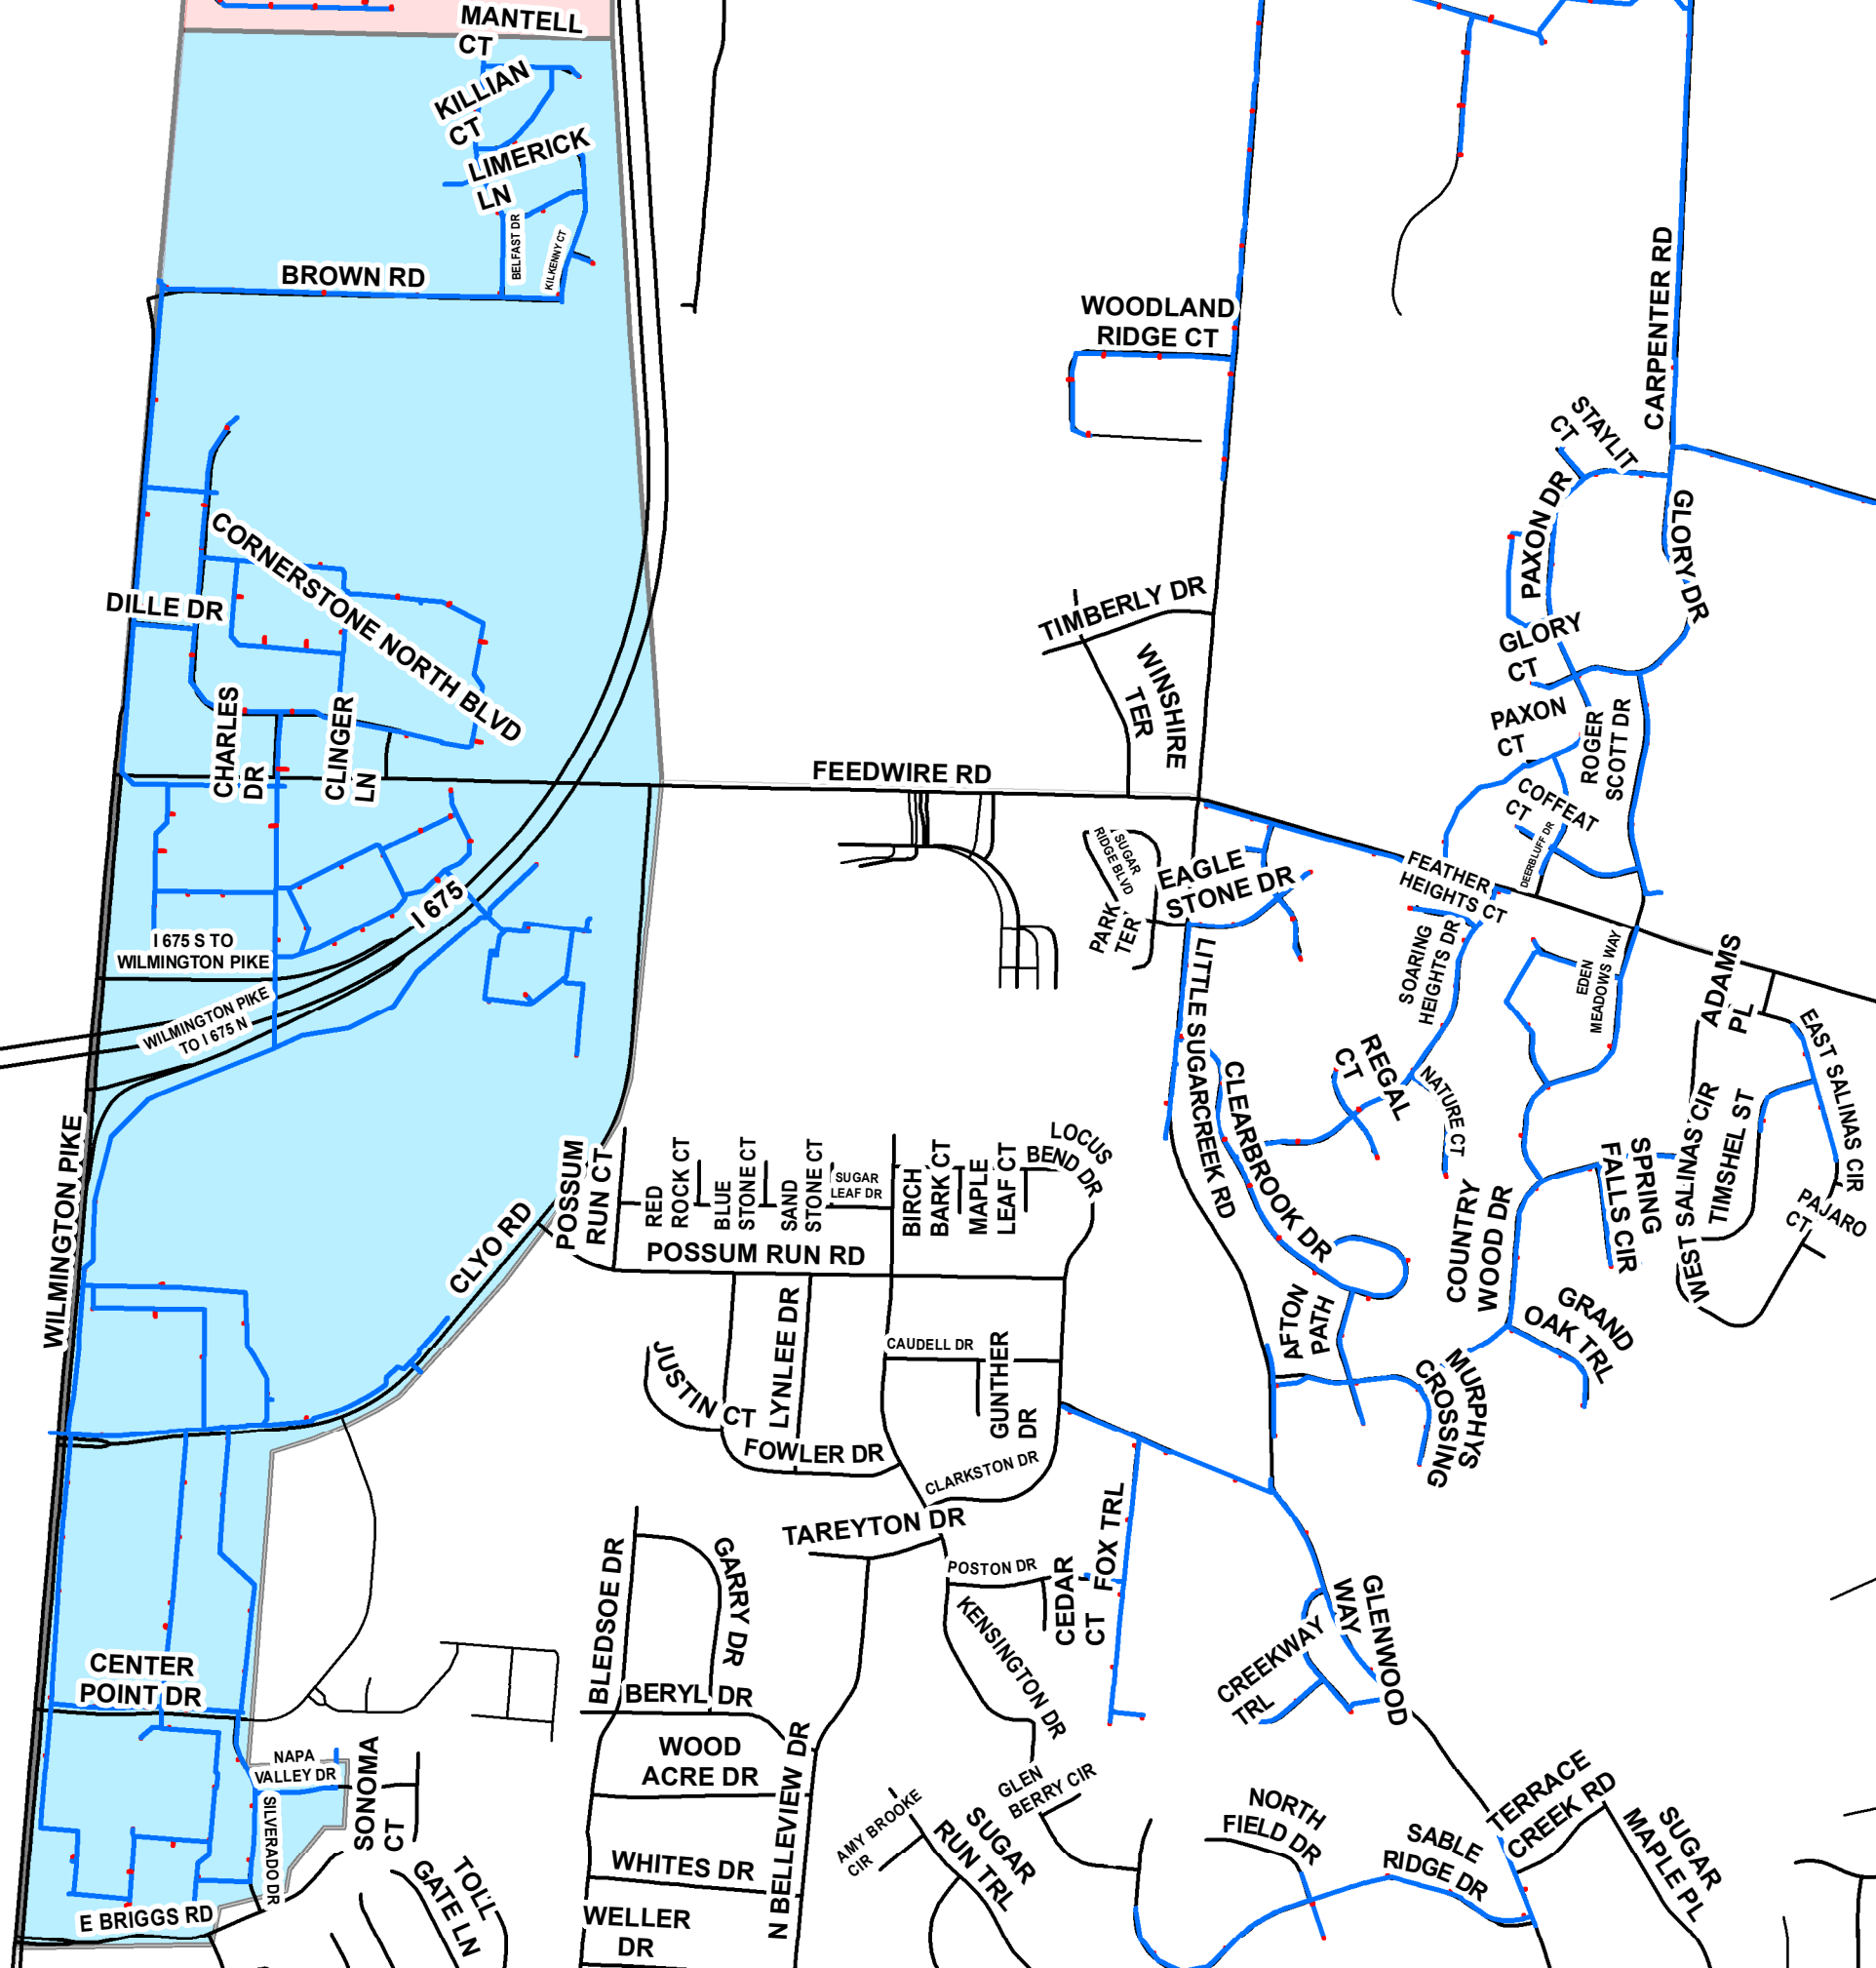 MANTELL
CT
KILLIAN
CT
LIMERICK
LN
BELFAST DR
KILKENNY CT
BROWN RD
WOODLAND
RIDGE CT
CARPENTER RD
STAYLIT
CT
PAXON DR
GLORY DR
GLORY
CT
PAXON
CT
ROGER
SCOTT DR
COFFEAT
CT
DEERBLUFF DR
CORNERSTONE NORTH BLVD
DILLE DR
CHARLES
DR
CLINGER
LN
TIMBERLY DR
WINSHIRE
TER
FEEDWIRE RD
SUGAR
RIDGE BLVD
PARK
TER
EAGLE
STONE DR
FEATHER
HEIGHTS CT
SOARING
HEIGHTS DR
EDEN
MEADOWS WAY
ADAMS
PL
EAST SALINAS CIR
I 675
I 675 S TO
WILMINGTON PIKE
WILMINGTON PIKE
TO I 675 N
LITTLE SUGARCREEK RD
CLEARBROOK DR
REGAL
CT
NATURE CT
WEST SALINAS CIR
TIMSHEL ST
SPRING
FALLS CIR
PAJARO
CT
COUNTRY
WOOD DR
GRAND
OAK TRL
MURPHYS
CROSSING
AFTON
PATH
WILMINGTON PIKE
CLYO RD
POSSUM
RUN CT
RED
ROCK CT
BLUE
STONE CT
SAND
STONE CT
SUGAR
LEAF DR
BIRCH
BARK CT
MAPLE
LEAF CT
LOCUS
BEND DR
POSSUM RUN RD
JUSTIN CT
LYNLEE DR
CAUDELL DR
GUNTHER
DR
FOWLER DR
CLARKSTON DR
TAREYTON DR
BLEDSOE DR
GARRY DR
POSTON DR
CEDAR
CT
FOX TRL
KENSINGTON DR
GLENWOOD
WAY
CREEKWAY
TRL
CENTER
POINT DR
BERYL DR
WOOD
ACRE DR
N BELLEVIEW DR
NAPA
VALLEY DR
SONOMA
CT
SILVERADO DR
E BRIGGS RD
TOLL
GATE LN
WHITES DR
WELLER
DR
AMY BROOKE
CIR
SUGAR
RUN TRL
GLEN
BERRY CIR
NORTH
FIELD DR
SABLE
RIDGE DR
TERRACE
CREEK RD
SUGAR
MAPLE PL